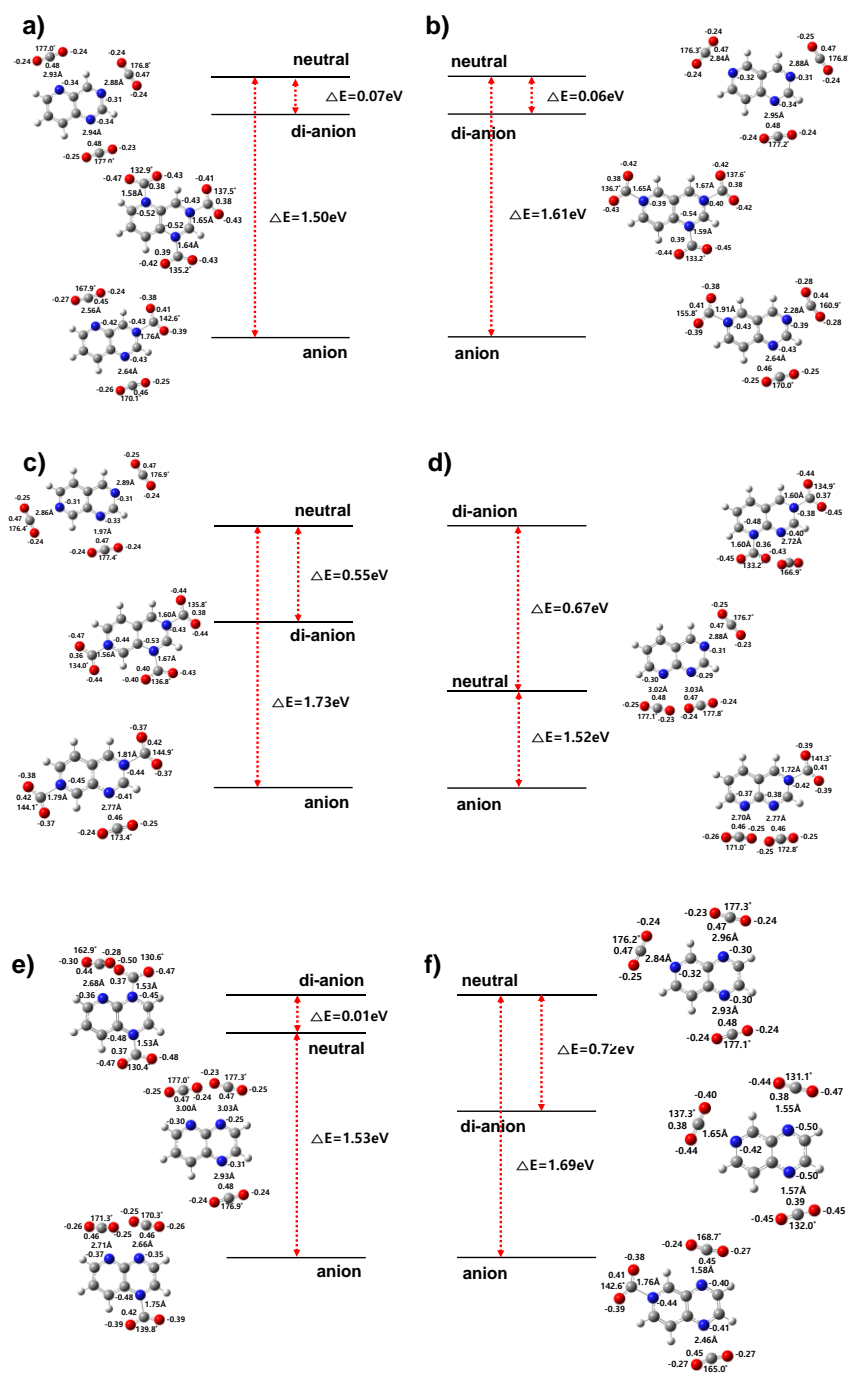 a)
neutral
△E=0.07eV
di-anion
△E=1.50eV
anion
177.0°
-0.24
-0.24
0.48
2.93Å
-0.34
-0.24
176.8°
2.88Å
0.47
-0.24
-0.31
-0.34
2.94Å
0.48
-0.23
-0.25
177.0°
132.9°
-0.43
-0.47
0.38
-0.41
137.5°
1.58Å
-0.43
0.38
-0.52
1.65Å
-0.43
-0.52
1.64Å
0.39
-0.42
-0.43
135.2°
167.9°
-0.24
-0.27
0.45
-0.38
2.56Å
0.41
-0.42
-0.43
142.6°
1.76Å
-0.39
-0.43
2.64Å
-0.25
-0.26
0.46
170.1°
b)
neutral
△E=0.06eV
di-anion
△E=1.61eV
anion
-0.24
176.3°
0.47
2.84Å
-0.24
-0.25
0.47
2.88Å
176.8°
-0.24
-0.32
-0.31
-0.34
2.95Å
0.48
-0.24
-0.24
177.2°
-0.42
0.38
136.7°
1.65Å
-0.43
-0.39
-0.42
137.6°
1.67Å
0.38
0.40
-0.42
-0.54
1.59Å
0.39
-0.44
-0.45
133.2°
-0.38
0.41
1.91Å
155.8°
-0.39
-0.43
-0.28
0.44
2.28Å
160.9°
-0.39
-0.28
-0.43
2.64Å
0.46
-0.25
-0.25
170.0°
c)
neutral
△E=0.55eV
di-anion
△E=1.73eV
anion
-0.25
0.47
2.89Å
176.9°
-0.24
-0.25
2.86Å
-0.31
-0.31
0.47
176.4°
-0.24
-0.33
1.97Å
0.47
-0.24
-0.24
177.4°
-0.44
135.8°
1.60Å
0.38
-0.43
-0.44
-0.47
-0.44
-0.53
0.36
1.56Å
134.0°
-0.44
1.67Å
0.40
-0.40
-0.43
136.8°
-0.37
0.42
1.81Å
144.9°
-0.44
-0.37
-0.38
-0.45
0.42
1.79Å
144.1°
-0.37
-0.41
2.77Å
0.46
-0.24
-0.25
173.4°
d)
di-anion
△E=0.67eV
neutral
△E=1.52eV
anion
-0.44
134.9°
1.60Å
0.37
-0.48
-0.38
-0.45
-0.40
1.60Å
0.36
2.72Å
-0.45
-0.43
133.2°
166.9°
-0.25
176.7°
0.47
2.88Å
-0.23
-0.31
-0.30
-0.29
3.02Å
3.03Å
0.48
0.47
-0.25
-0.24
177.1°
-0.23
-0.24
177.8°
-0.39
141.3°
1.72Å
0.41
-0.42
-0.39
-0.37
-0.38
2.70Å
2.77Å
0.46
0.46
-0.26
-0.25
-0.25
171.0°
-0.25
172.8°
e)
di-anion
△E=0.01eV
neutral
△E=1.53eV
anion
162.9°
-0.28
130.6°
-0.30
-0.50
-0.47
0.44
0.37
2.68Å
1.53Å
-0.36
-0.45
-0.48
1.53Å
0.37
-0.48
-0.47
130.4°
177.0°
-0.23
177.3°
-0.25
-0.24
-0.25
0.47
0.47
3.00Å
3.03Å
-0.30
-0.25
-0.31
2.93Å
0.48
-0.24
-0.24
176.9°
171.3°
-0.25
170.3°
-0.26
-0.25
-0.26
0.46
0.46
2.71Å
2.66Å
-0.37
-0.35
-0.48
1.75Å
0.42
-0.39
-0.39
139.8°
f)
neutral
△E=0.72eV
di-anion
△E=1.69eV
anion
177.3°
-0.23
-0.24
0.47
2.96Å
-0.24
176.2°
0.47
2.84Å
-0.25
-0.30
-0.32
-0.30
2.93Å
0.48
-0.24
-0.24
177.1°
131.1°
-0.44
-0.47
0.38
1.55Å
-0.40
137.3°
0.38
1.65Å
-0.44
-0.50
-0.42
-0.50
1.57Å
0.39
-0.45
-0.45
132.0°
168.7°
-0.24
-0.27
0.45
1.58Å
-0.38
0.41
1.76Å
142.6°
-0.39
-0.40
-0.44
-0.41
2.46Å
0.45
-0.27
-0.27
165.0°